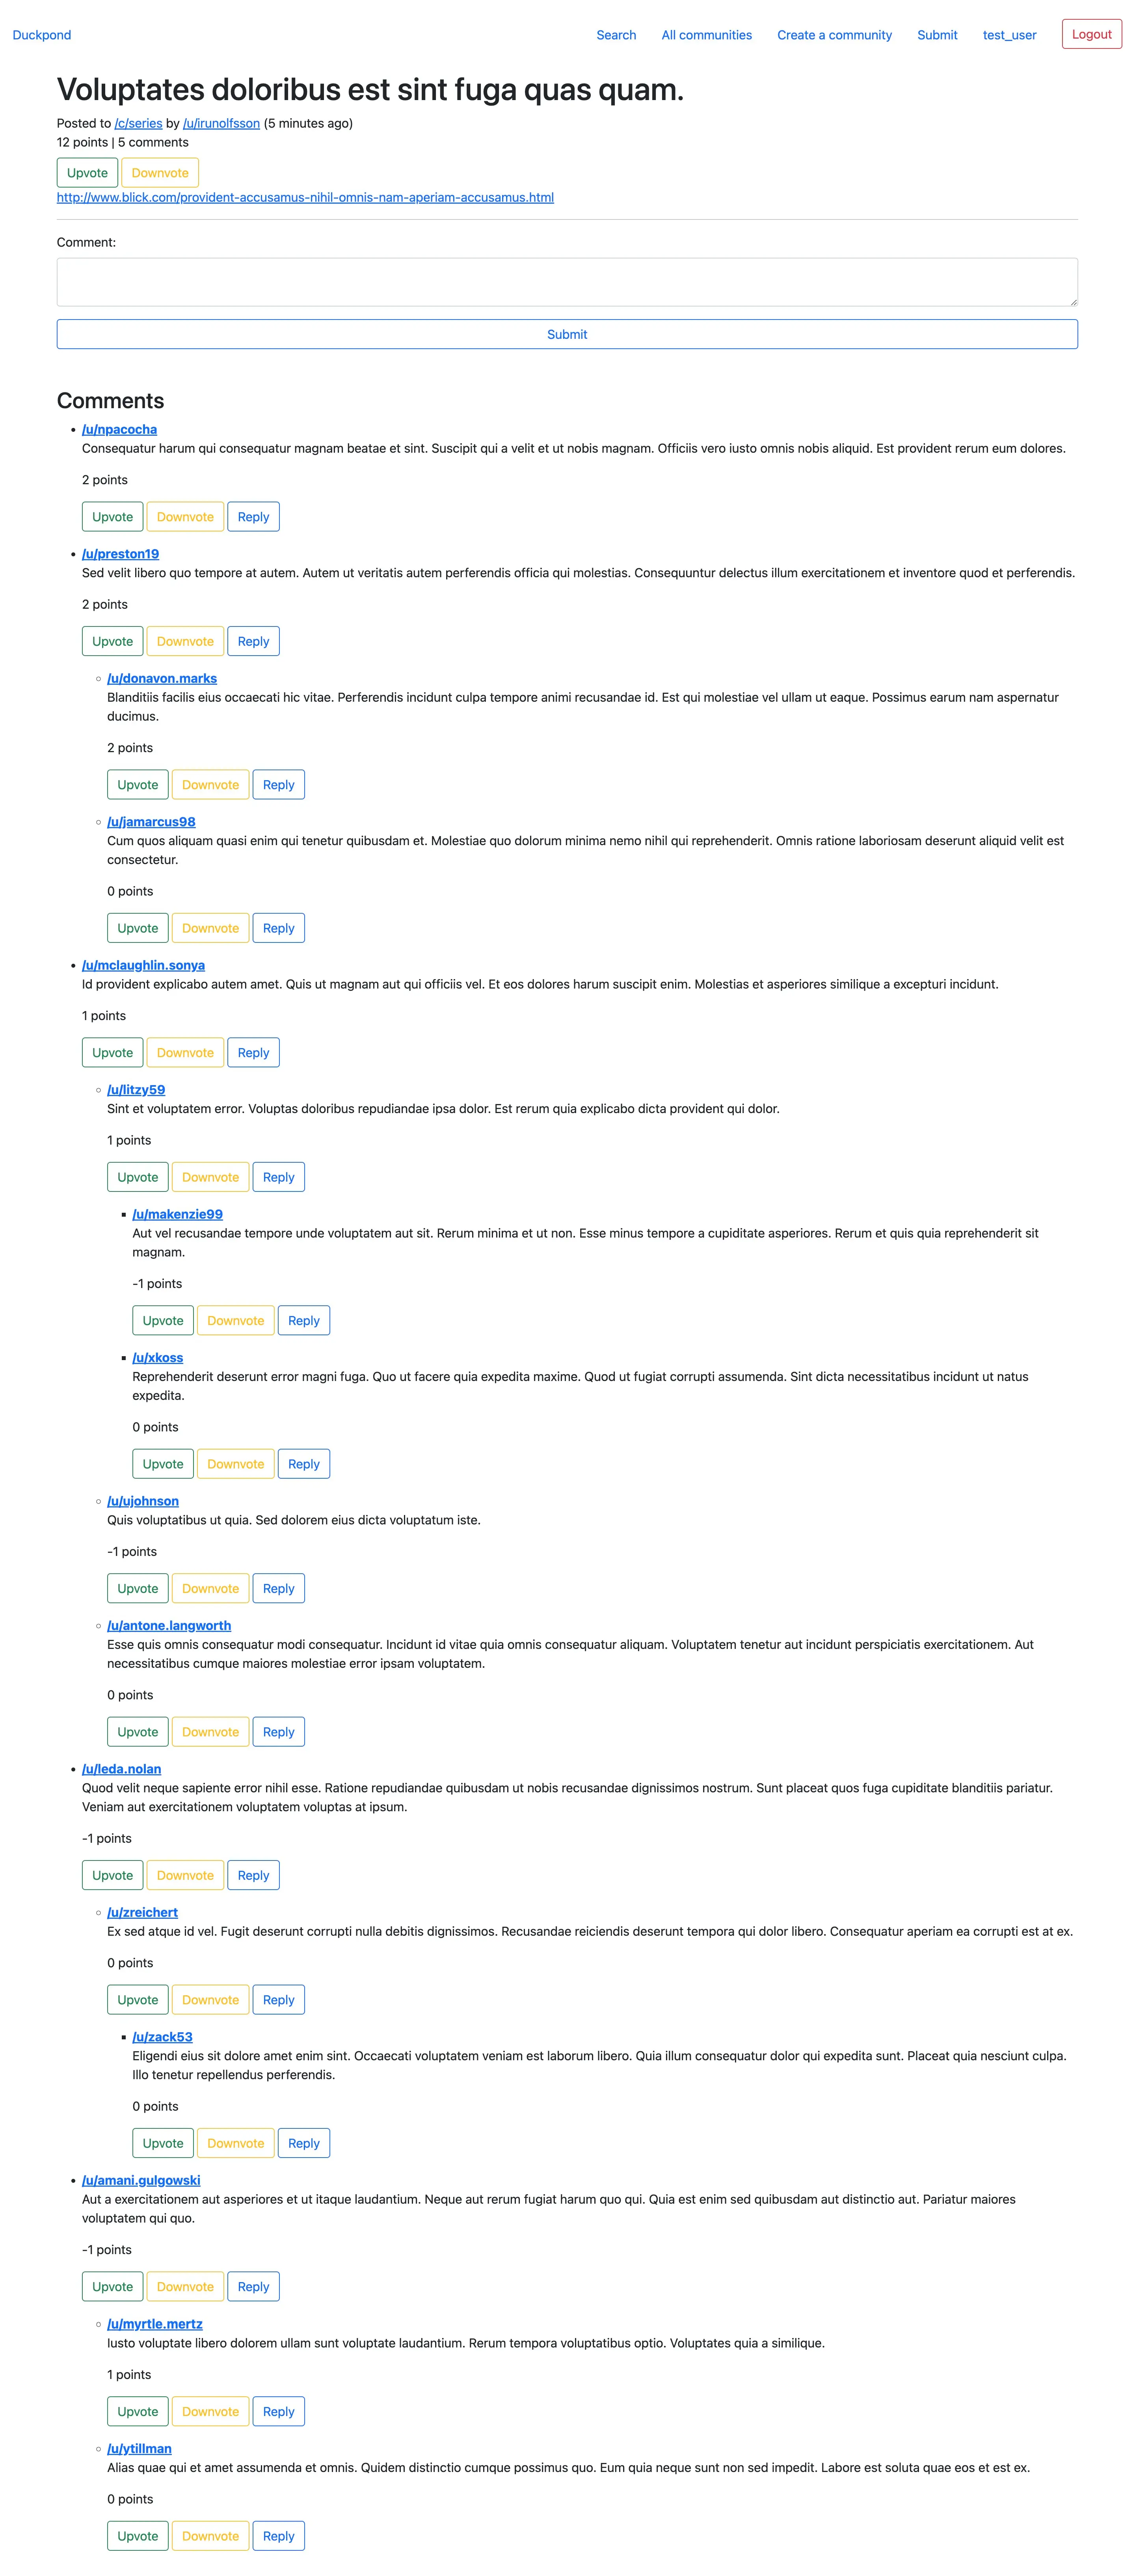 Duckpond
Search
All communities
Create a community
Submit
test_user
Logout
Voluptates doloribus est sint fuga quas quam.
Posted to /c/series by /u/irunolfsson (5 minutes ago)
12 points | 5 comments
Upvote
Downvote
http://www.blick.com/provident-accusamus-nihil-omnis-nam-aperiam-accusamus.html
Comment:
Submit
Comments
/u/npacocha
Consequatur harum qui consequatur magnam beatae et sint. Suscipit qui a velit et ut nobis magnam. Officiis vero iusto omnis nobis aliquid. Est provident rerum eum dolores.
2 points
Upvote
Downvote
Reply
/u/preston19
Sed velit libero quo tempore at autem. Autem ut veritatis autem perferendis officia qui molestias. Consequuntur delectus illum exercitationem et inventore quod et perferendis.
2 points
Upvote
Downvote
Reply
/u/donavon.marks
Blanditiis facilis eius occaecati hic vitae. Perferendis incidunt culpa tempore animi recusandae id. Est qui molestiae vel ullam ut eaque. Possimus earum nam aspernatur
ducimus.
2 points
Upvote
Downvote
Reply
/u/jamarcus98
Cum quos aliquam quasi enim qui tenetur quibusdam et. Molestiae quo dolorum minima nemo nihil qui reprehenderit. Omnis ratione laboriosam deserunt aliquid velit est
consectetur.
0 points
Upvote
Downvote
Reply
/u/mclaughlin.sonya
Id provident explicabo autem amet. Quis ut magnam aut qui officiis vel. Et eos dolores harum suscipit enim. Molestias et asperiores similique a excepturi incidunt.
1 points
Upvote
Downvote
Reply
/u/litzy59
Sint et voluptatem error. Voluptas doloribus repudiandae ipsa dolor. Est rerum quia explicabo dicta provident qui dolor.
1 points
Upvote
Downvote
Reply
/u/makenzie99
Aut vel recusandae tempore unde voluptatem aut sit. Rerum minima et ut non. Esse minus tempore a cupiditate asperiores. Rerum et quis quia reprehenderit sit
magnam.
-1 points
Upvote
Downvote
Reply
/u/xkoss
Reprehenderit deserunt error magni fuga. Quo ut facere quia expedita maxime. Quod ut fugiat corrupti assumenda. Sint dicta necessitatibus incidunt ut natus
expedita.
0 points
Upvote
Downvote
Reply
/u/ujohnson
Quis voluptatibus ut quia. Sed dolorem eius dicta voluptatum iste.
-1 points
Upvote
Downvote
Reply
/u/antone.langworth
Esse quis omnis consequatur modi consequatur. Incidunt id vitae quia omnis consequatur aliquam. Voluptatem tenetur aut incidunt perspiciatis exercitationem. Aut
necessitatibus cumque maiores molestiae error ipsam voluptatem.
0 points
Upvote
Downvote
Reply
/u/leda.nolan
Quod velit neque sapiente error nihil esse. Ratione repudiandae quibusdam ut nobis recusandae dignissimos nostrum. Sunt placeat quos fuga cupiditate blanditiis pariatur.
Veniam aut exercitationem voluptatem voluptas at ipsum.
-1 points
Upvote
Downvote
Reply
/u/zreichert
Ex sed atque id vel. Fugit deserunt corrupti nulla debitis dignissimos. Recusandae reiciendis deserunt tempora qui dolor libero. Consequatur aperiam ea corrupti est at ex.
0 points
Upvote
Downvote
Reply
/u/zack53
Eligendi eius sit dolore amet enim sint. Occaecati voluptatem veniam est laborum libero. Quia illum consequatur dolor qui expedita sunt. Placeat quia nesciunt culpa.
Illo tenetur repellendus perferendis.
0 points
Upvote
Downvote
Reply
/u/amani.gulgowski
Aut a exercitationem aut asperiores et ut itaque laudantium. Neque aut rerum fugiat harum quo qui. Quia est enim sed quibusdam aut distinctio aut. Pariatur maiores
voluptatem qui quo.
-1 points
Upvote
Downvote
Reply
/u/myrtle.mertz
Iusto voluptate libero dolorem ullam sunt voluptate laudantium. Rerum tempora voluptatibus optio. Voluptates quia a similique.
1 points
Upvote
Downvote
Reply
/u/ytillman
Alias quae qui et amet assumenda et omnis. Quidem distinctio cumque possimus quo. Eum quia neque sunt non sed impedit. Labore est soluta quae eos et est ex.
0 points
Upvote
Downvote
Reply